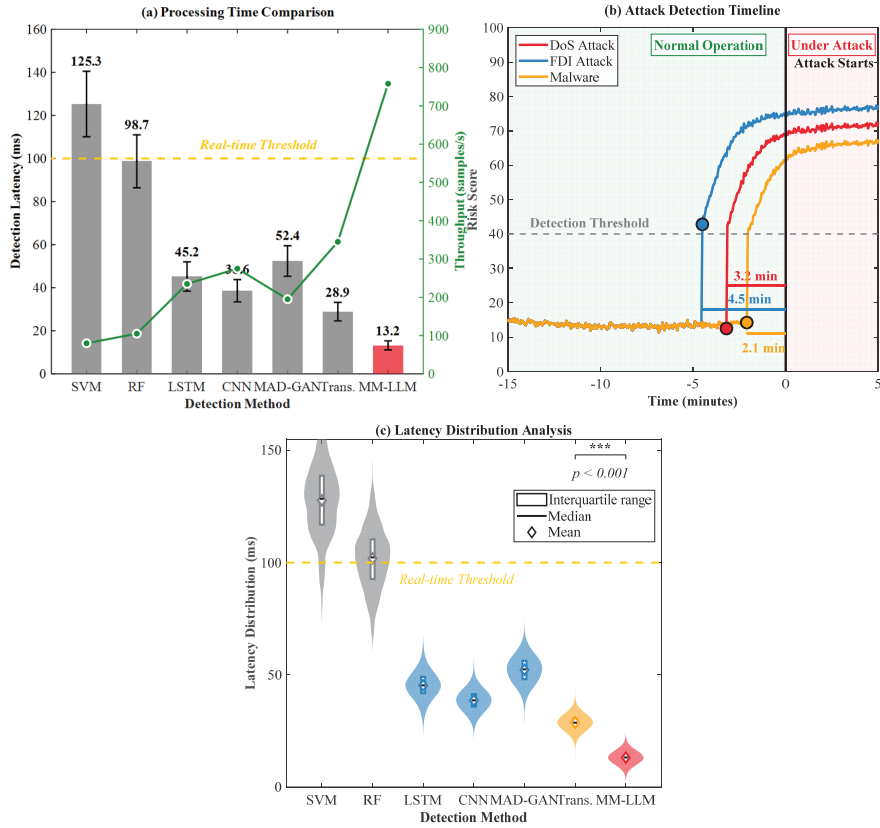 (a) Processing Time Comparison
Detection Latency (ms)
160
140
120
100
80
60
40
20
0
125.3
98.7
45.2
52.4
28.9
13.2
Real-time Threshold
900
800
700
600
500
400
300
200
100
0
Throughput (samples/s)
SVM RF LSTM CNN MAD-GAN Trans. MM-LLM
Detection Method
(b) Attack Detection Timeline
DoS Attack
FDI Attack
Malware
Normal Operation
Under Attack
Attack Starts
Risk Score
100
90
80
70
60
50
40
30
20
10
0
Detection Threshold
3.2 min
4.5 min
2.1 min
-15 -10 -5 0 5
Time (minutes)
(c) Latency Distribution Analysis
***
p < 0.001
Interquartile range
Median
Mean
Latency Distribution (ms)
150
100
50
0
Real-time Threshold
SVM RF LSTM CNN MAD-GAN Trans. MM-LLM
Detection Method